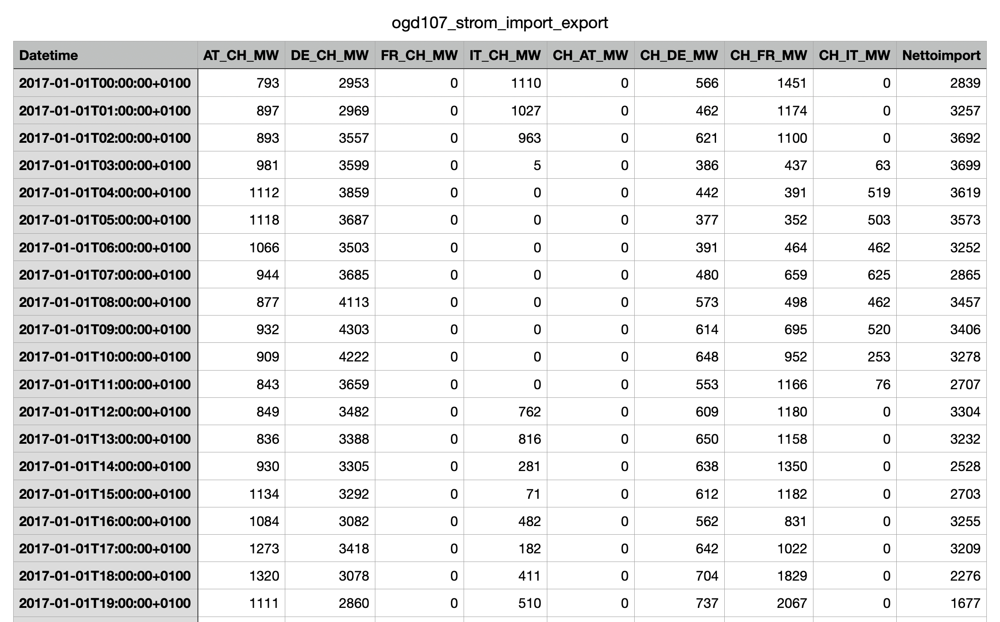 ogd107_strom_import_export
Datetime AT_CH_MW DE_CH_MW FR_CH_MW IT_CH_MW CH_AT_MW CH_DE_MW CH_FR_MW CH_IT_MW Nettoimport
2017-01-01T00:00:00+0100 793 2953 0 1110 0 566 1451 0 2839
2017-01-01T01:00:00+0100 897 2969 0 1027 0 462 1174 0 3257
2017-01-01T02:00:00+0100 893 3557 0 963 0 621 1100 0 3692
2017-01-01T03:00:00+0100 981 3599 0 5 0 386 437 63 3699
2017-01-01T04:00:00+0100 1112 3859 0 0 0 442 391 519 3619
2017-01-01T05:00:00+0100 1118 3687 0 0 0 377 352 503 3573
2017-01-01T06:00:00+0100 1066 3503 0 0 0 391 464 462 3252
2017-01-01T07:00:00+0100 944 3685 0 0 0 480 659 625 2865
2017-01-01T08:00:00+0100 877 4113 0 0 0 573 498 462 3457
2017-01-01T09:00:00+0100 932 4303 0 0 0 614 695 520 3406
2017-01-01T10:00:00+0100 909 4222 0 0 0 648 952 253 3278
2017-01-01T11:00:00+0100 843 3659 0 0 0 553 1166 76 2707
2017-01-01T12:00:00+0100 849 3482 0 762 0 609 1180 0 3304
2017-01-01T13:00:00+0100 836 3388 0 816 0 650 1158 0 3232
2017-01-01T14:00:00+0100 930 3305 0 281 0 638 1350 0 2528
2017-01-01T15:00:00+0100 1134 3292 0 71 0 612 1182 0 2703
2017-01-01T16:00:00+0100 1084 3082 0 482 0 562 831 0 3255
2017-01-01T17:00:00+0100 1273 3418 0 182 0 642 1022 0 3209
2017-01-01T18:00:00+0100 1320 3078 0 411 0 704 1829 0 2276
2017-01-01T19:00:00+0100 1111 2860 0 510 0 737 2067 0 1677